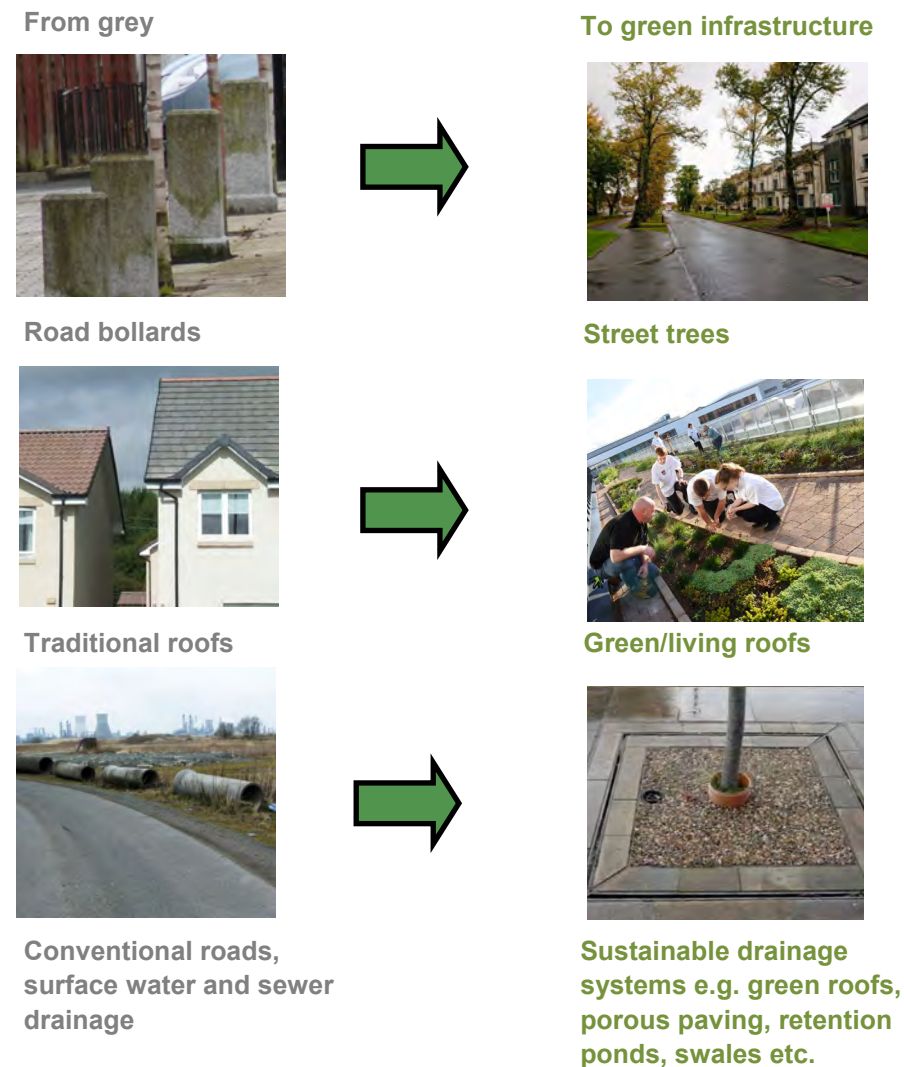 From grey
To green infrastructure
Road bollards
Street trees
Traditional roofs
Green/living roofs
Conventional roads,
surface water and sewer
drainage
Sustainable drainage
systems e.g. green roofs,
porous paving, retention
ponds, swales etc.